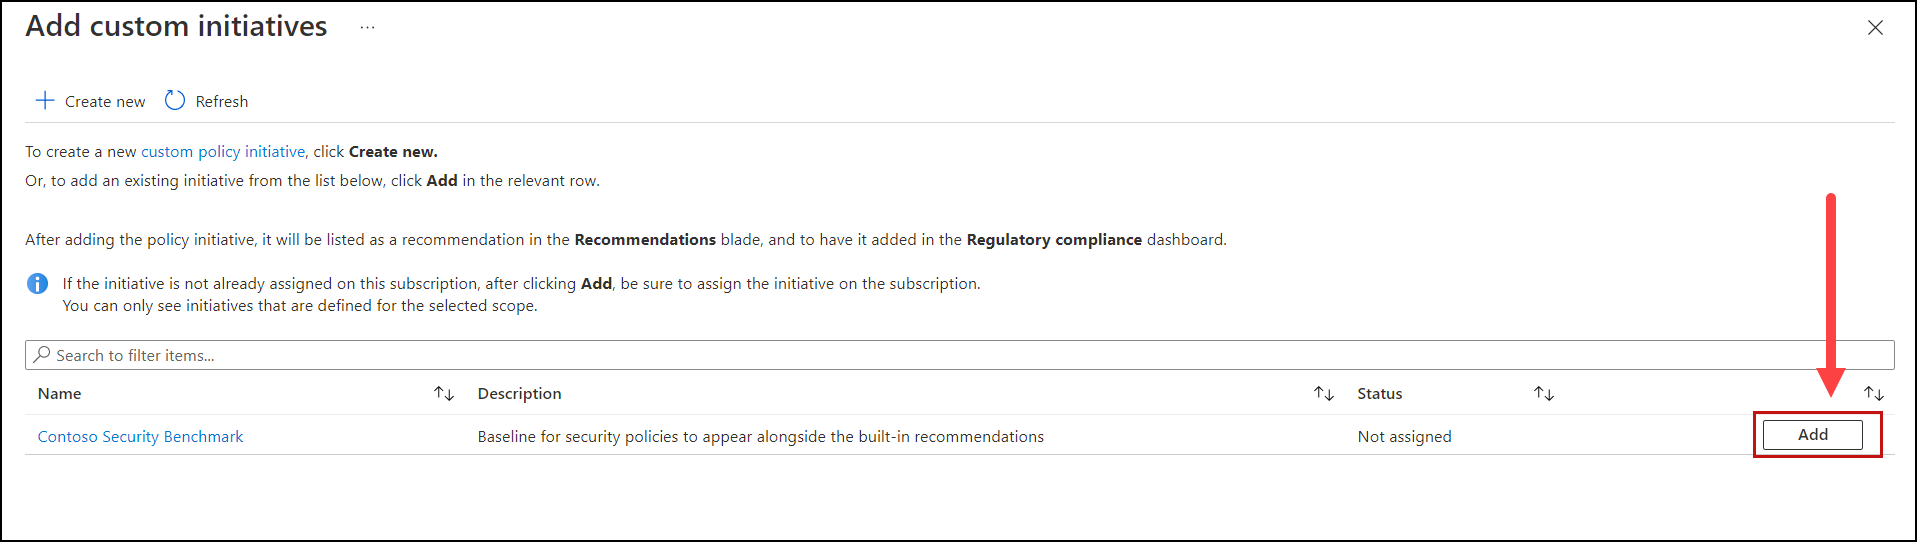 Add custom initiatives ...
Create new Refresh
To create a new custom policy initiative, click Create new.
Or, to add an existing initiative from the list below, click Add in the relevant row.
After adding the policy initiative, it will be listed as a recommendation in the Recommendations blade, and to have it added in the Regulatory compliance dashboard.
If the initiative is not already assigned on this subscription, after clicking Add, be sure to assign the initiative on the subscription.
You can only see initiatives that are defined for the selected scope.
Search to filter items...
Name Description Status
Contoso Security Benchmark Baseline for security policies to appear alongside the built-in recommendations Not assigned Add